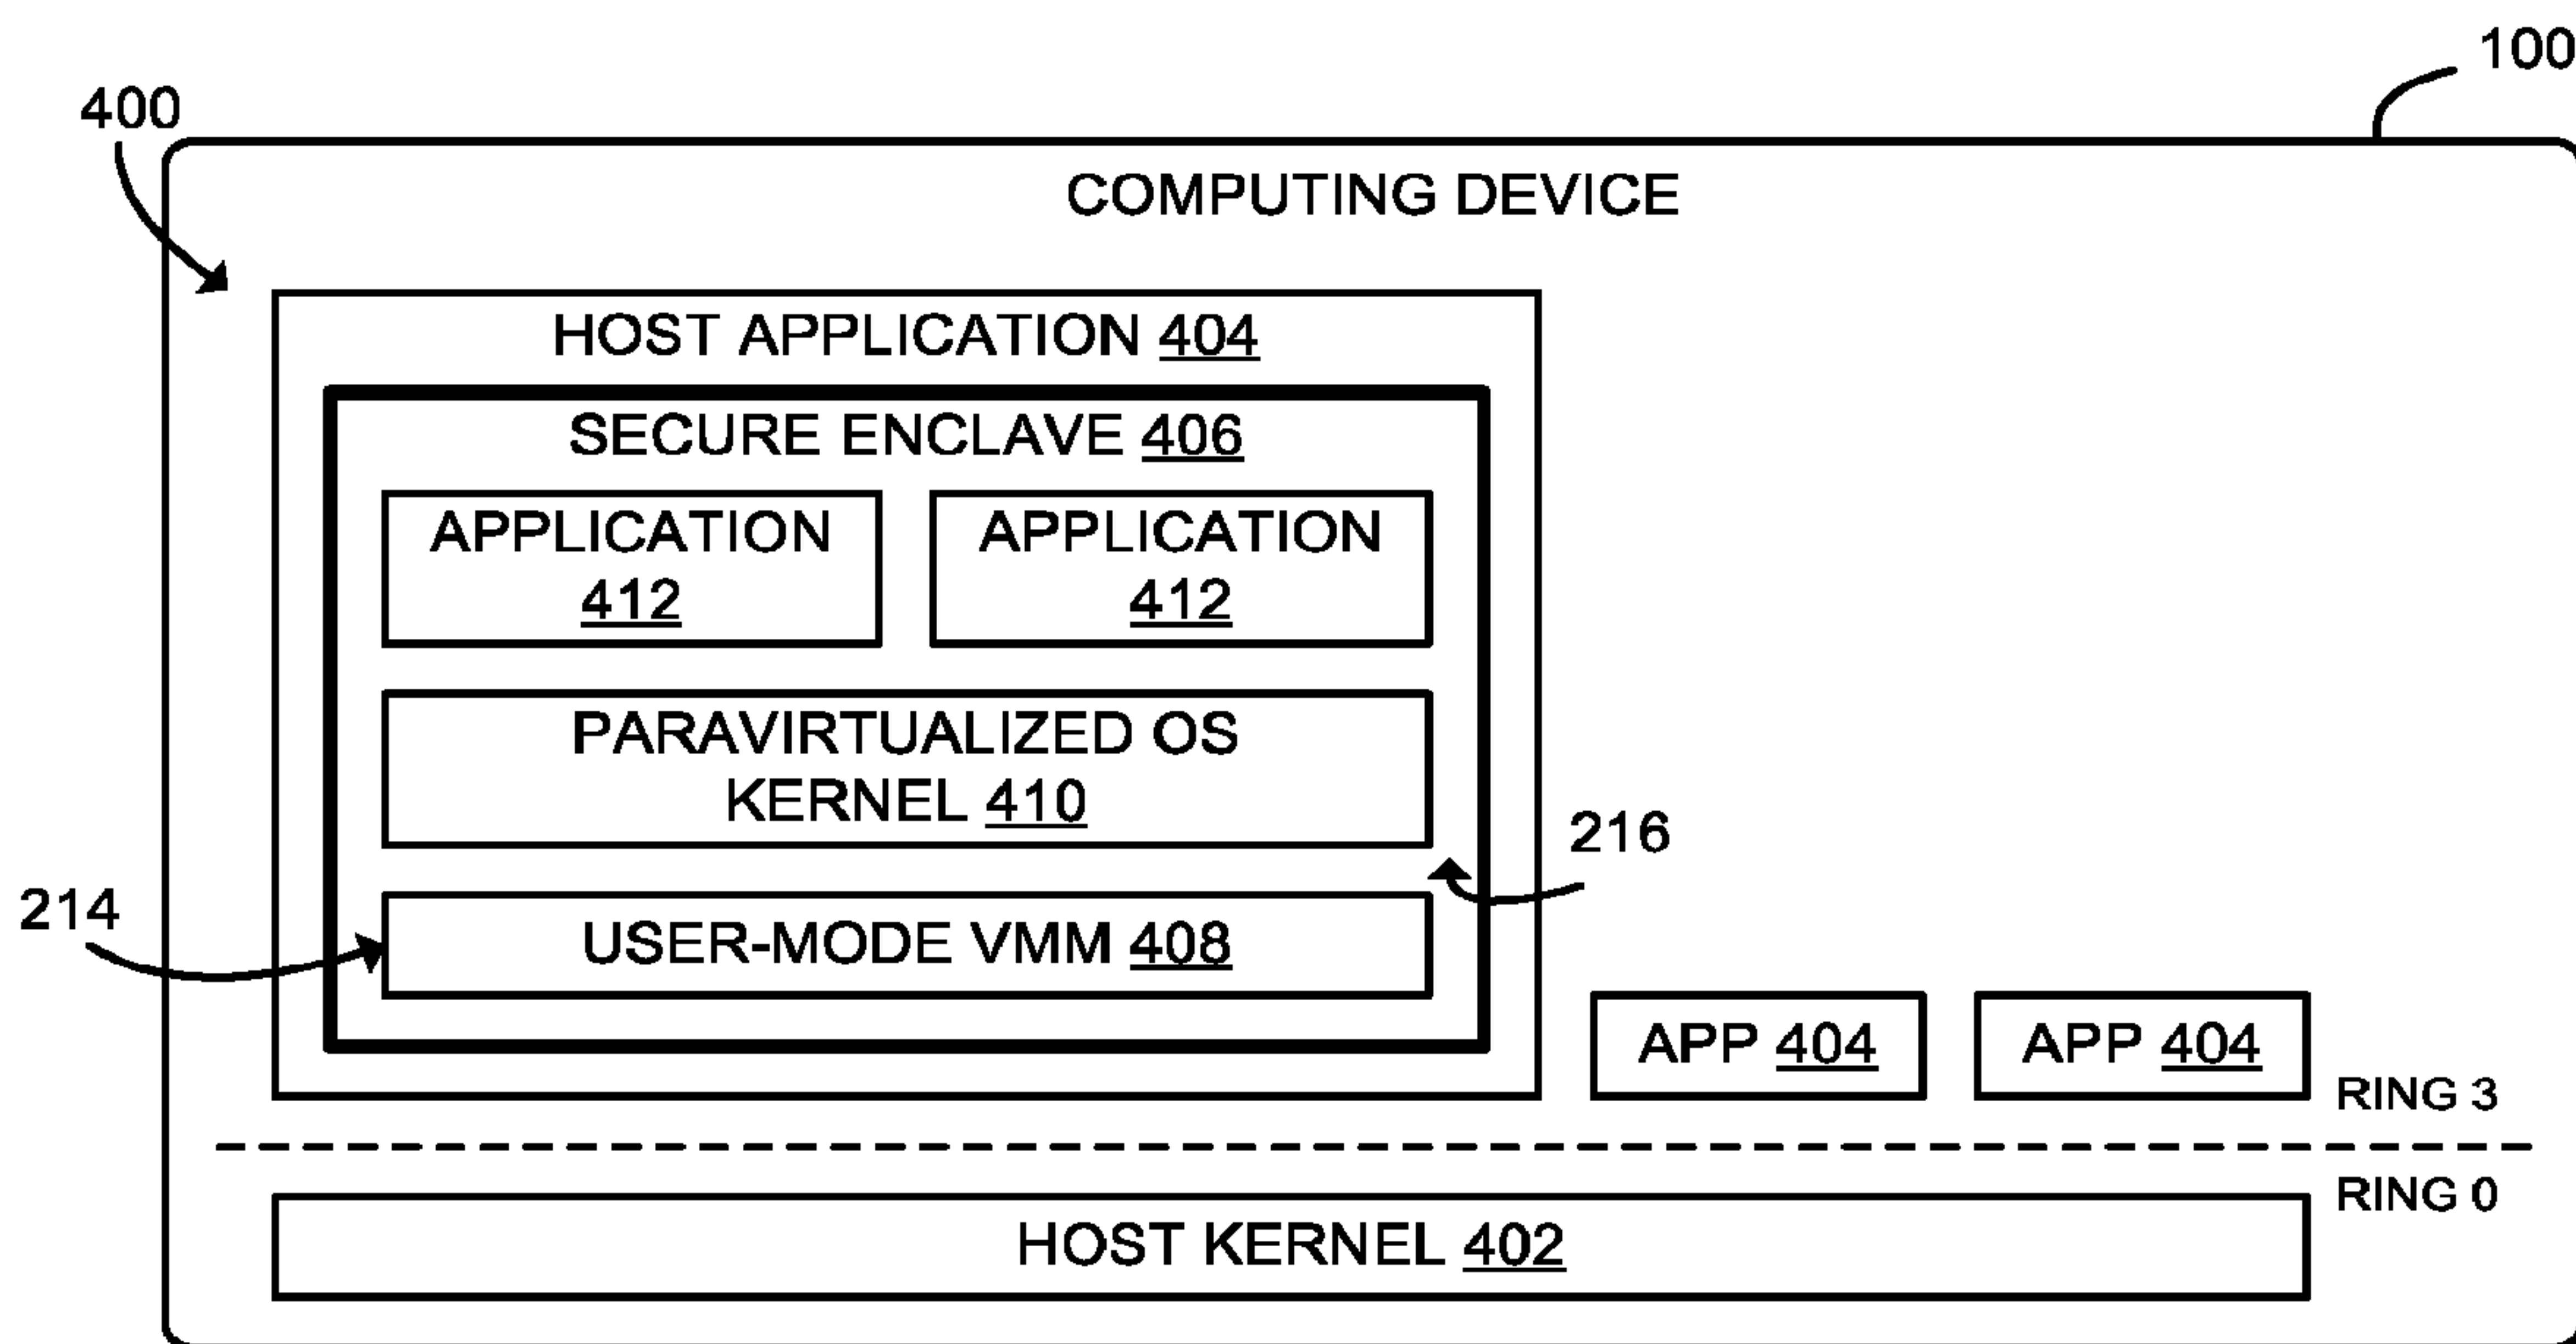 100
400
COMPUTING DEVICE
HOST APPLICATION 404
SECURE ENCLAVE 406
APPLICATION
412
APPLICATION
412
PARAVIRTUALIZED OS
KERNEL 410
216
214
USER-MODE VMM 408
APP 404
APP 404
RING 3
RING 0
HOST KERNEL 402